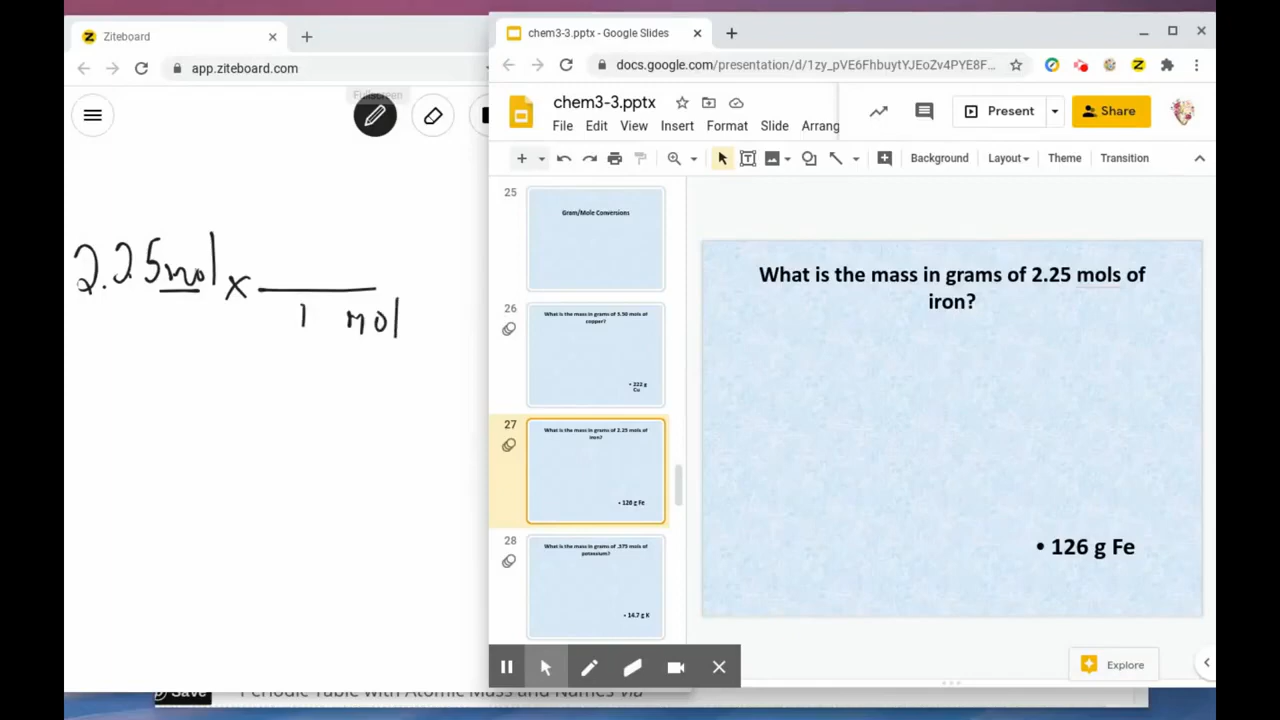 Ziteboard
chem3-3.pptx - Google Slides
app.ziteboard.com
docs.google.com/presentation/d/1zy_pVE6FhbuytYJEoZv4PYE8F...
Fullscreen
chem3-3.pptx
File Edit View Insert Format Slide Arrang
Present
Share
Background Layout Theme Transition
2.25 mol x
1 mol
25
Gram/Mole Conversions
26
What is the mass in grams of 5.50 mols of
copper?
• 222 g
Cu
27
What is the mass in grams of 2.25 mols of
iron?
• 126 g Fe
28
What is the mass in grams of .375 mols of
potassium?
• 14.7 g K
What is the mass in grams of 2.25 mols of
iron?
• 126 g Fe
Explore
Save
Periodic Table with Atomic Mass and Names via